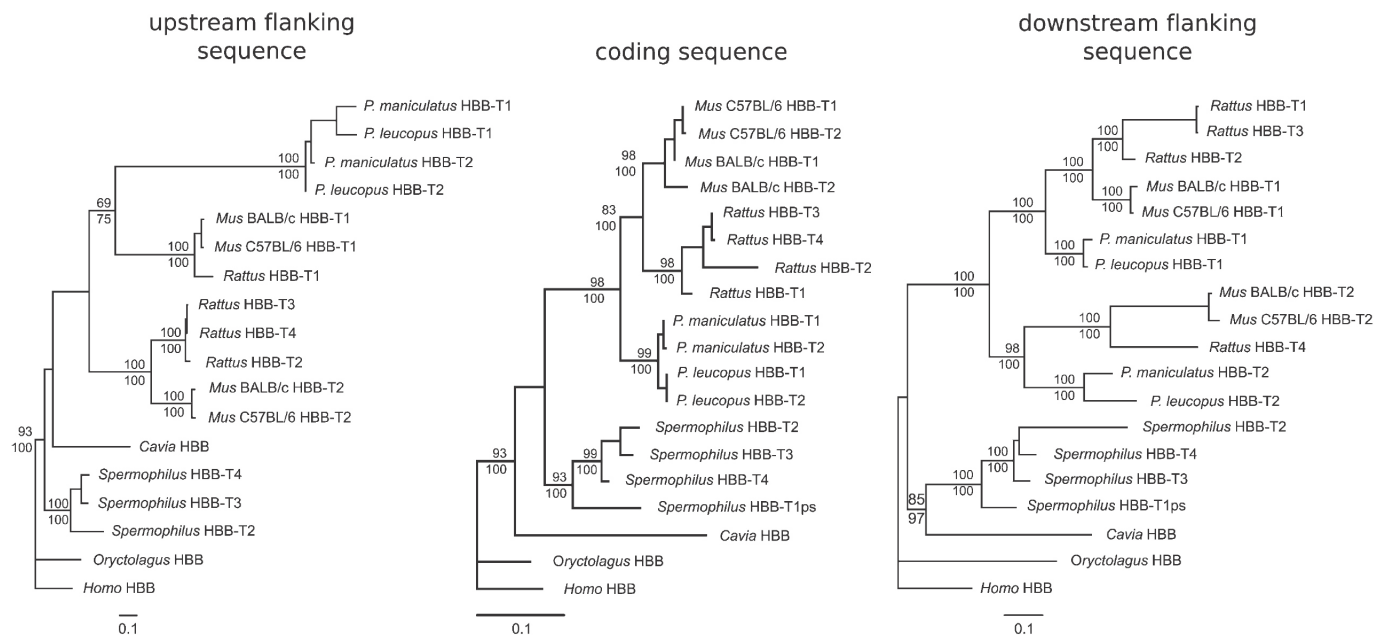 upstream flanking
sequence
P. maniculatus HBB-T1
P. leucopus HBB-T1
100
100
P. maniculatus HBB-T2
P. leucopus HBB-T2
69
75
Mus BALB/c HBB-T1
100
100
Mus C57BL/6 HBB-T1
Rattus HBB-T1
Rattus HBB-T3
100
100
Rattus HBB-T4
Rattus HBB-T2
100
100
Mus BALB/c HBB-T2
100
100
Mus C57BL/6 HBB-T2
93
100
Cavia HBB
Spermophilus HBB-T4
100
100
Spermophilus HBB-T3
Spermophilus HBB-T2
Oryctolagus HBB
Homo HBB
0.1
coding sequence
Mus C57BL/6 HBB-T1
Mus C57BL/6 HBB-T2
98
100
Mus BALB/c HBB-T1
Mus BALB/c HBB-T2
83
100
Rattus HBB-T3
Rattus HBB-T4
98
100
Rattus HBB-T2
Rattus HBB-T1
98
100
P. maniculatus HBB-T1
P. maniculatus HBB-T2
99
100
P. leucopus HBB-T1
P. leucopus HBB-T2
Spermophilus HBB-T2
99
100
Spermophilus HBB-T3
93
100
93
100
Spermophilus HBB-T4
Spermophilus HBB-T1ps
Cavia HBB
Oryctolagus HBB
Homo HBB
0.1
downstream flanking
sequence
Rattus HBB-T1
Rattus HBB-T3
100
100
Rattus HBB-T2
100
100
Mus BALB/c HBB-T1
100
100
Mus C57BL/6 HBB-T1
100
100
P. maniculatus HBB-T1
100
100
P. leucopus HBB-T1
100
100
Mus BALB/c HBB-T2
Mus C57BL/6 HBB-T2
100
100
Rattus HBB-T4
98
100
P. maniculatus HBB-T2
100
100
P. leucopus HBB-T2
Spermophilus HBB-T2
100
100
Spermophilus HBB-T4
100
100
Spermophilus HBB-T3
85
97
Spermophilus HBB-T1ps
Cavia HBB
Oryctolagus HBB
Homo HBB
0.1